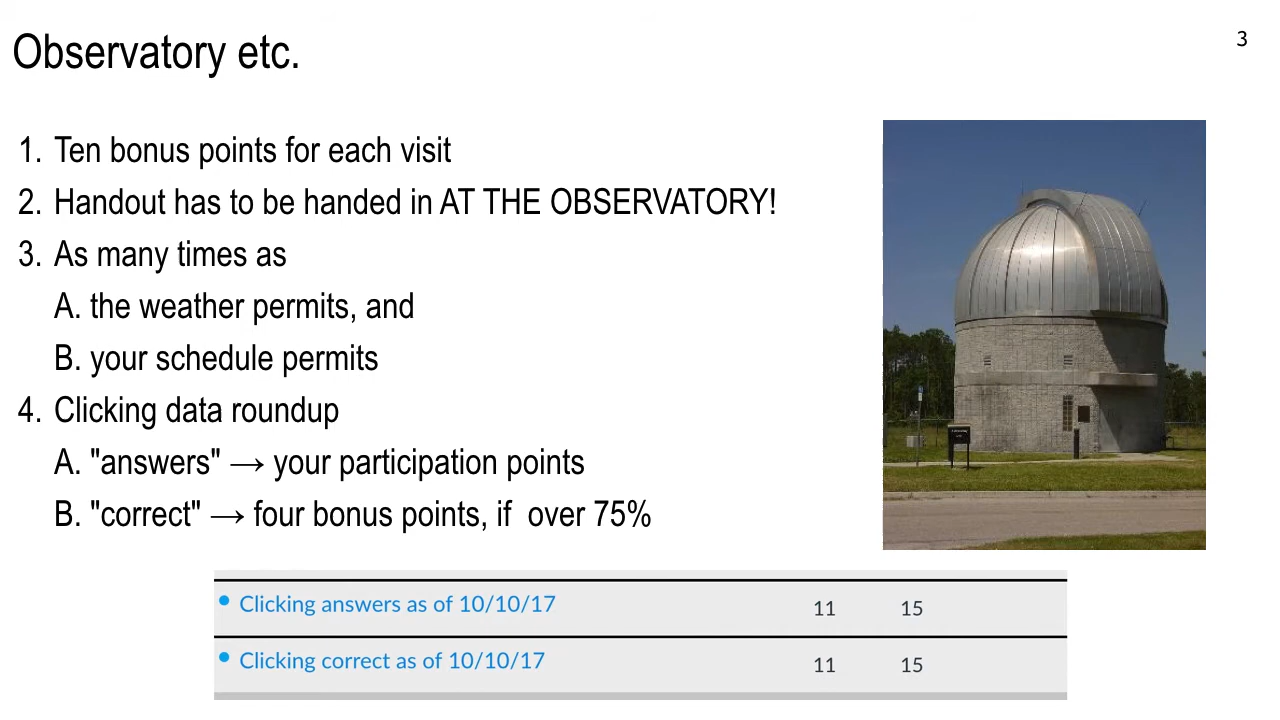 Observatory etc.
3
1. Ten bonus points for each visit
2. Handout has to be handed in AT THE OBSERVATORY!
3. As many times as
A. the weather permits, and
B. your schedule permits
4. Clicking data roundup
A. "answers" → your participation points
B. "correct" → four bonus points, if  over 75%
• Clicking answers as of 10/10/17 11 15
• Clicking correct as of 10/10/17 11 15